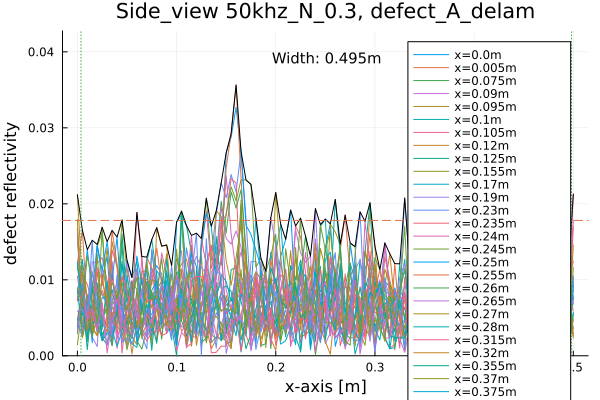 Side_view 50khz_N_0.3, defect_A_delam
Width: 0.495m
defect reflectivity
0.04
0.03
0.02
0.01
0.00
0.0
0.1
0.2
0.3
.5
x-axis [m]
x=0.0m
x=0.005m
x=0.075m
x=0.09m
x=0.095m
x=0.1m
x=0.105m
x=0.12m
x=0.125m
x=0.155m
x=0.17m
x=0.19m
x=0.23m
x=0.235m
x=0.24m
x=0.245m
x=0.25m
x=0.255m
x=0.26m
x=0.265m
x=0.27m
x=0.28m
x=0.315m
x=0.32m
x=0.355m
x=0.37m
x=0.375m